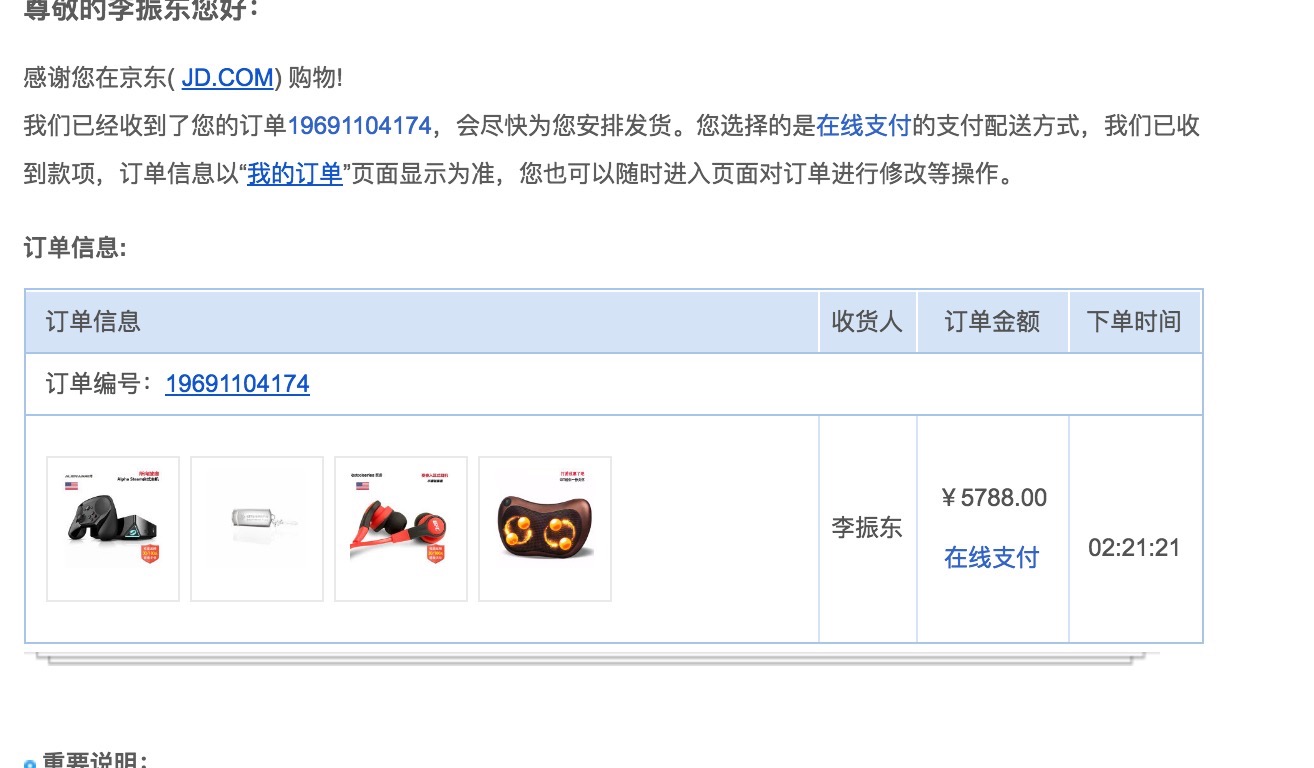 尊敬的李振东您好：
感谢您在京东( JD.COM) 购物!
我们已经收到了您的订单19691104174，会尽快为您安排发货。您选择的是在线支付的支付配送方式，我们已收
到款项，订单信息以“我的订单”页面显示为准，您也可以随时进入页面对订单进行修改等操作。
订单信息:
订单信息 收货人 订单金额 下单时间
订单编号：19691104174
李振东 ￥5788.00 在线支付 02:21:21
重要说明：